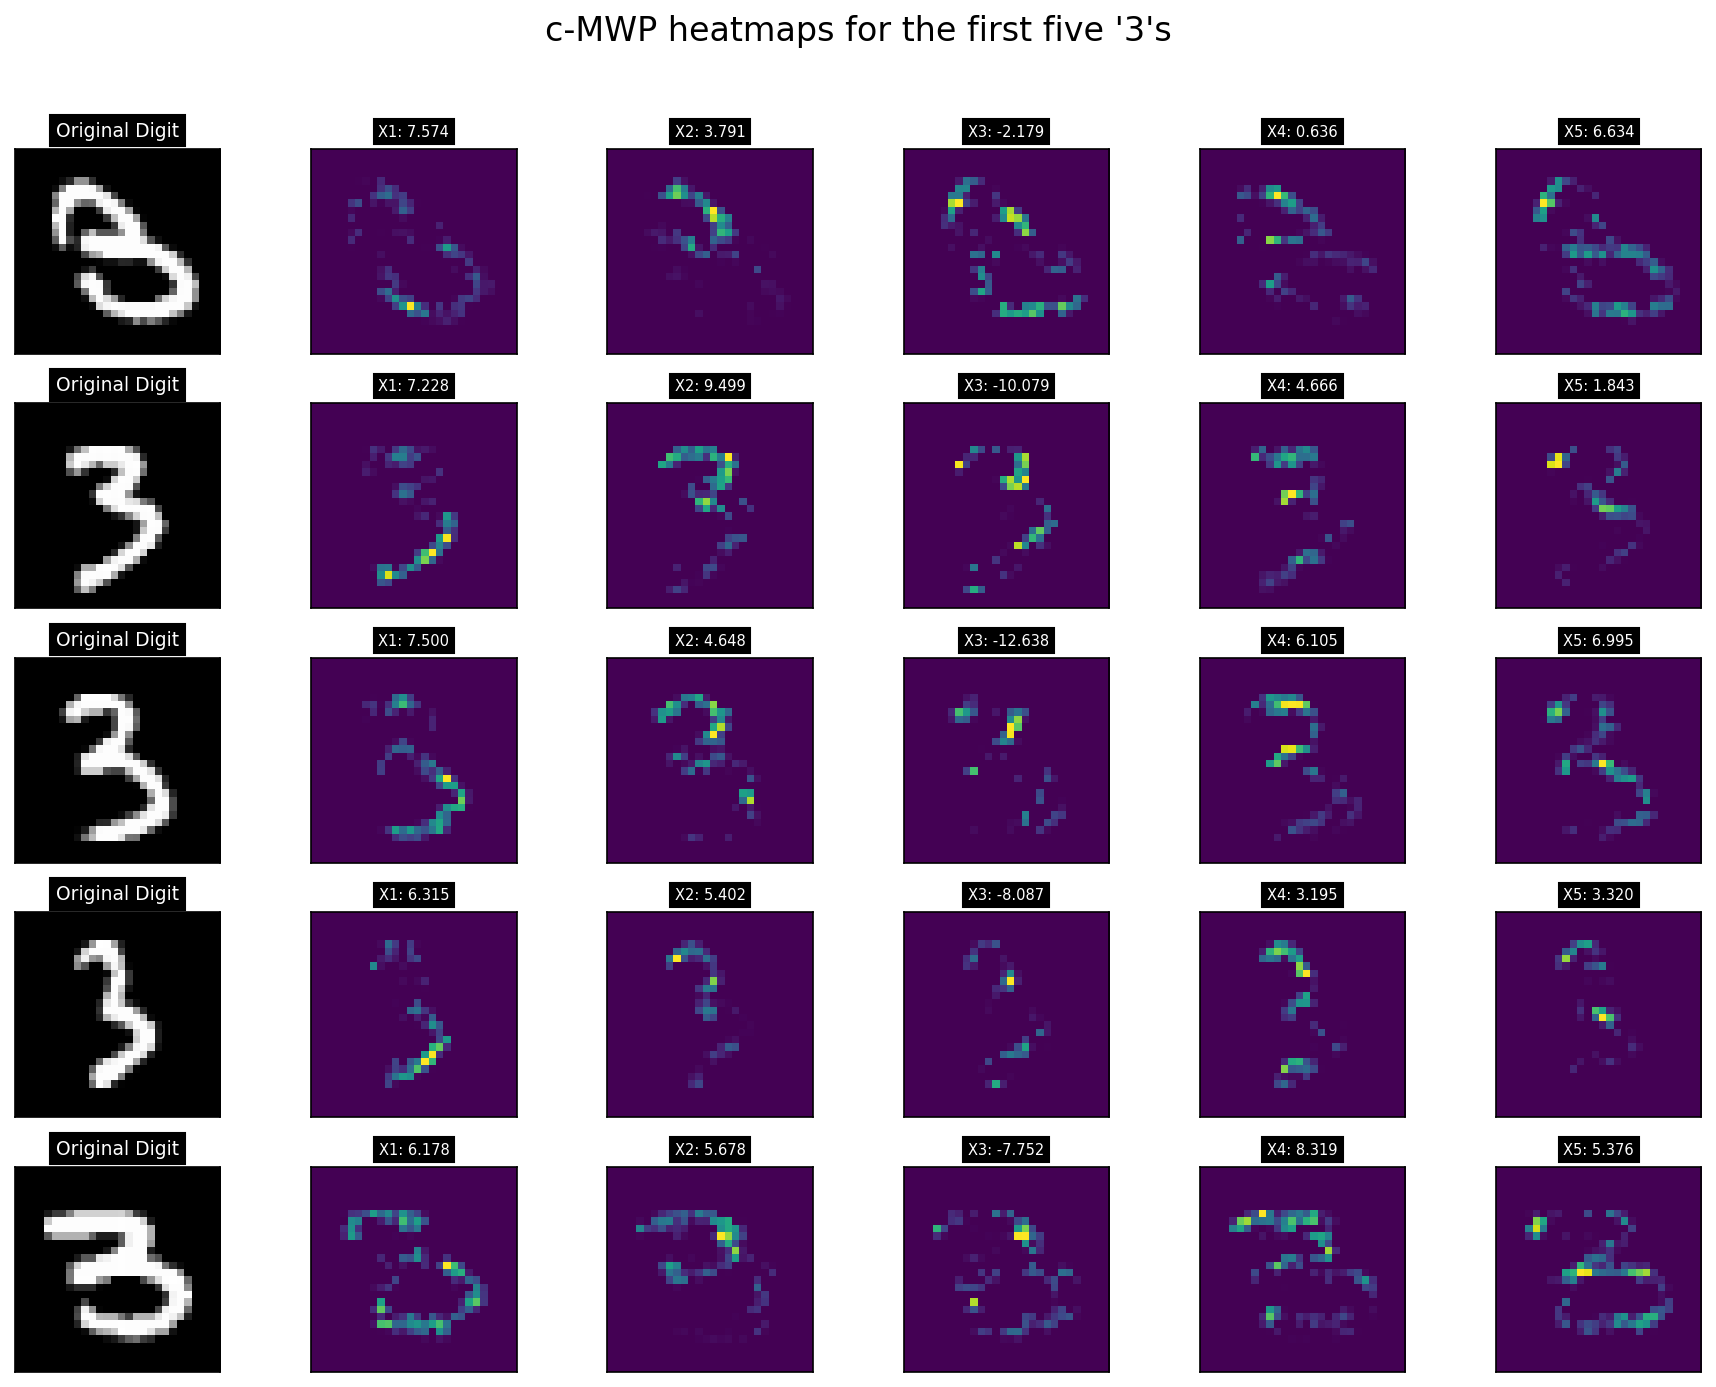 c-MWP heatmaps for the first five '3's
Original Digit X1: 7.574 X2: 3.791 X3: -2.179 X4: 0.636 X5: 6.634
Original Digit X1: 7.228 X2: 9.499 X3: -10.079 X4: 4.666 X5: 1.843
Original Digit X1: 7.500 X2: 4.648 X3: -12.638 X4: 6.105 X5: 6.995
Original Digit X1: 6.315 X2: 5.402 X3: -8.087 X4: 3.195 X5: 3.320
Original Digit X1: 6.178 X2: 5.678 X3: -7.752 X4: 8.319 X5: 5.376